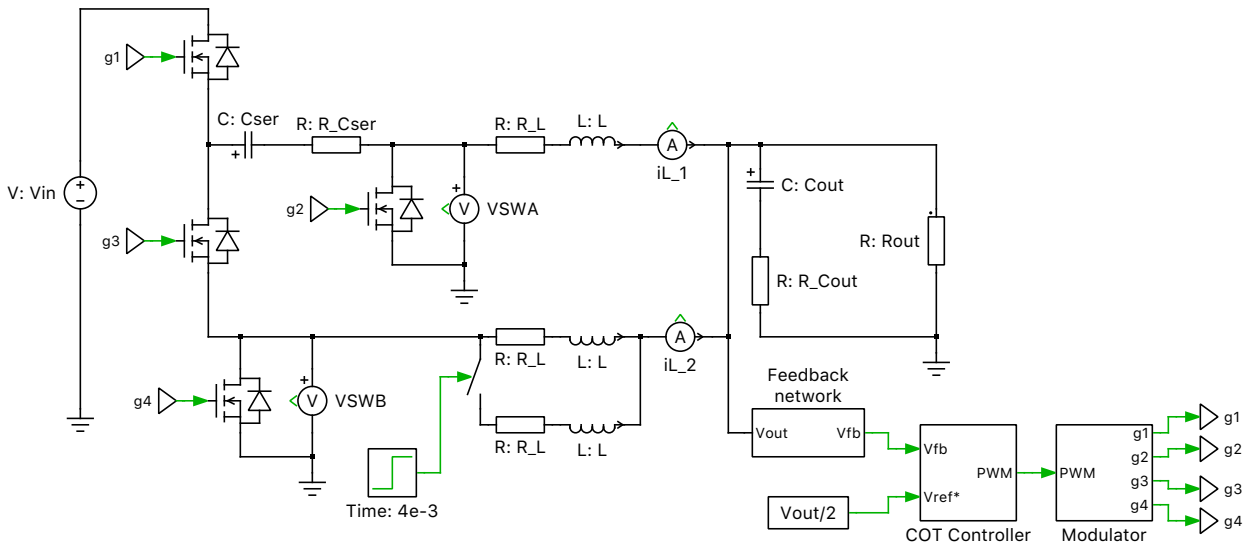 g1
C: Cser
R: R_Cser
R: R_L
L: L
A
iL_1
V: Vin
g2
V
VSWA
C: Cout
R: Rout
g3
R: R_Cout
A
iL_2
R: R_L
L: L
g4
V
VSWB
R: R_L
L: L
Time: 4e-3
Feedback
network
Vout
Vfb
Vfb
Vref*
PWM
COT Controller
Vout/2
PWM
g1
g2
g3
g4
Modulator
g1
g2
g3
g4